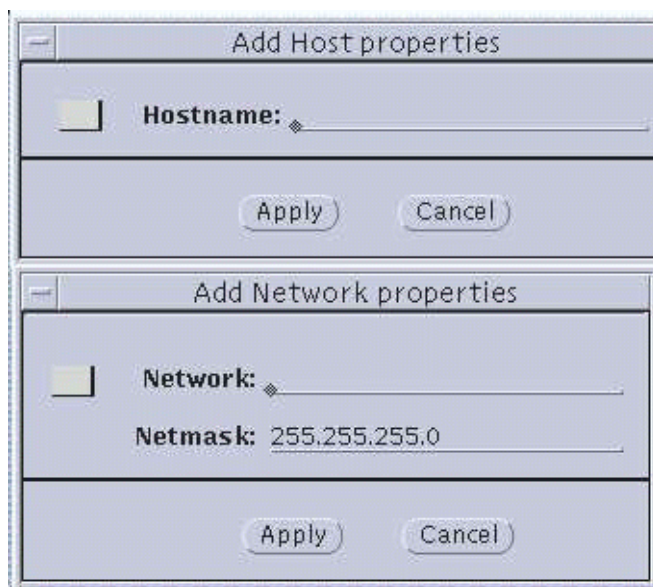 Add Host properties
Hostname:
Apply Cancel
Add Network properties
Network:
Netmask: 255.255.255.0
Apply Cancel